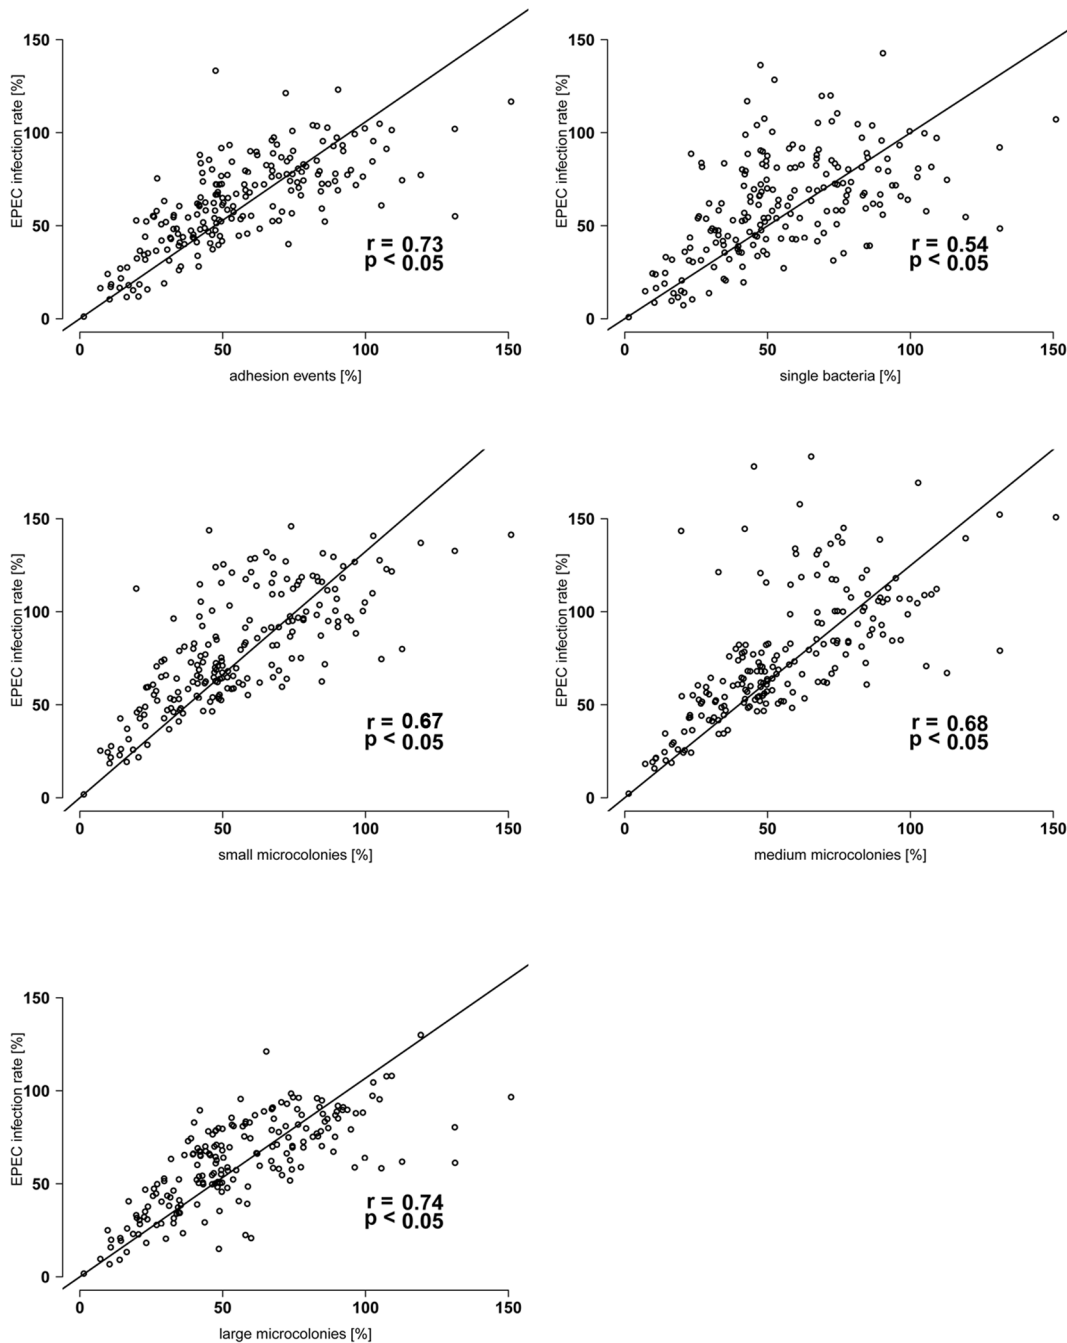 150
100
50
0
EPEC infection rate [%]
r = 0.73
p < 0.05
0 50 100 150
adhesion events [%]
150
100
50
0
EPEC infection rate [%]
r = 0.54
p < 0.05
0 50 100 150
single bacteria [%]
150
100
50
0
EPEC infection rate [%]
r = 0.67
p < 0.05
0 50 100 150
small microcolonies [%]
150
100
50
0
EPEC infection rate [%]
r = 0.68
p < 0.05
0 50 100 150
medium microcolonies [%]
150
100
50
0
EPEC infection rate [%]
r = 0.74
p < 0.05
0 50 100 150
large microcolonies [%]